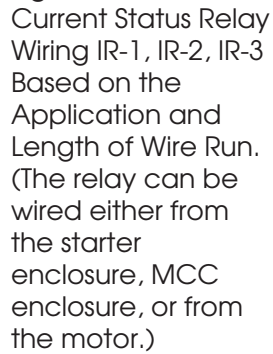 Current Status Relay
Wiring IR-1, IR-2, IR-3
Based on the
Application and
Length of Wire Run.
(The relay can be
wired either from
the starter
enclosure, MCC
enclosure, or from
the motor.)